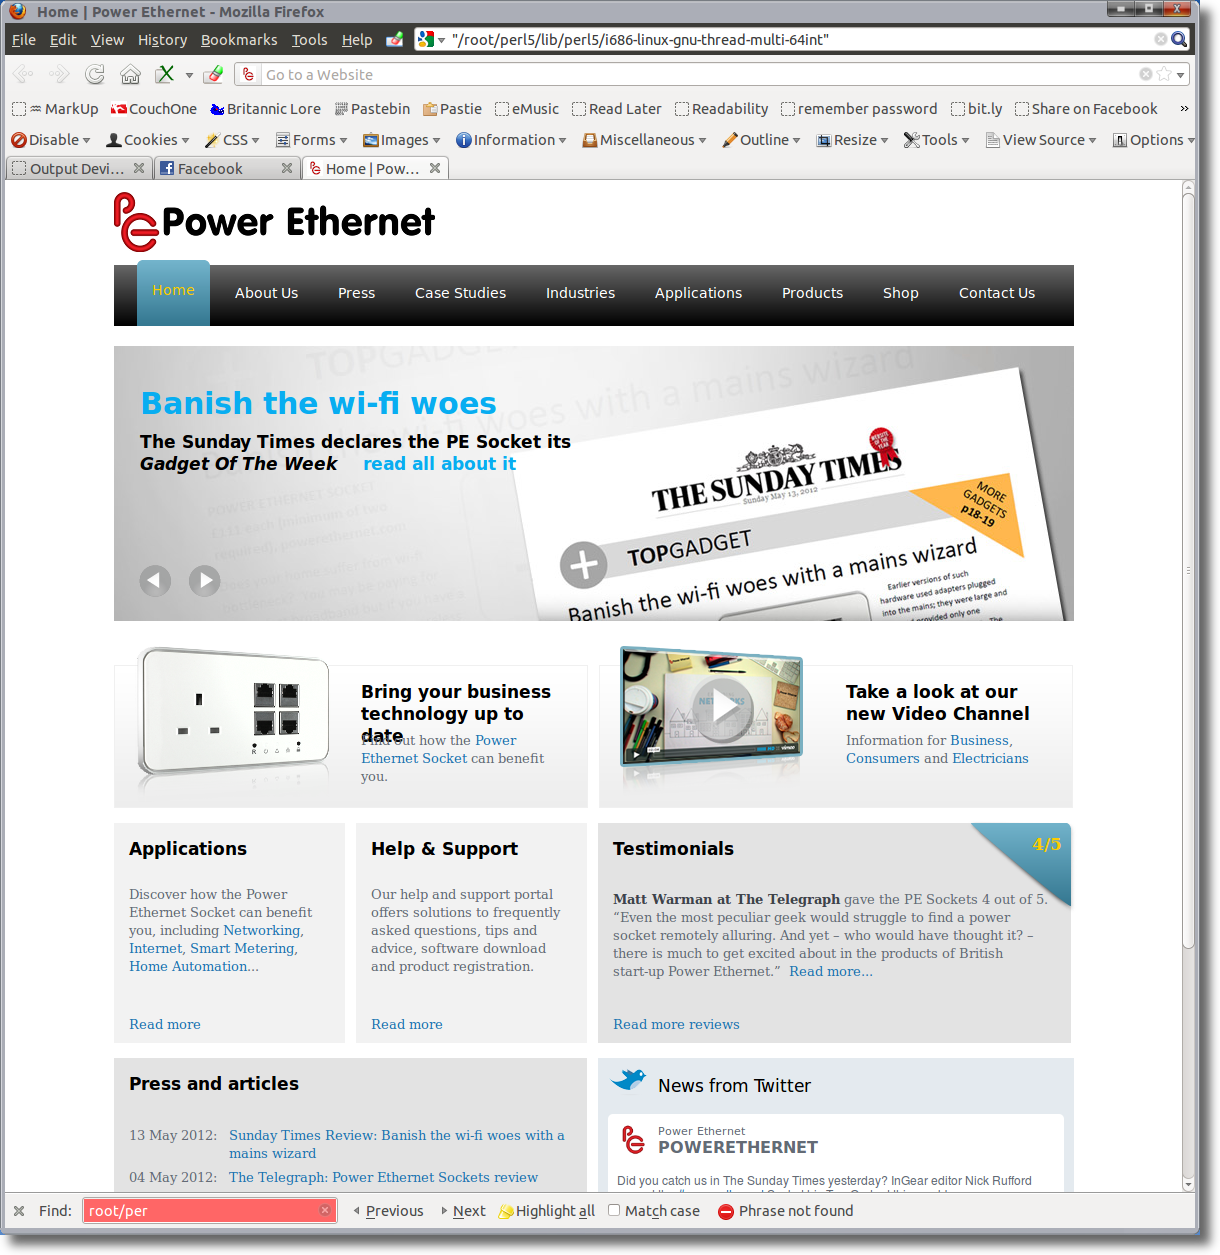 Home | Power Ethernet - Mozilla Firefox
File Edit View History Bookmarks Tools Help "/root/perl5/lib/perl5/i686-linux-gnu-thread-multi-64int"
Go to a Website
MarkUp CouchOne Britannic Lore Pastebin Pastie eMusic Read Later Readability remember password bit.ly Share on Facebook »
Disable Cookies CSS Forms Images Information Miscellaneous Outline Resize Tools View Source Options
Output Devi... Facebook Home | Pow...
Power Ethernet
Home About Us Press Case Studies Industries Applications Products Shop Contact Us
Banish the wi-fi woes
The Sunday Times declares the PE Socket its
Gadget Of The Week read all about it
WEBSITE OF THE YEAR
THE SUNDAY TIMES
Sunday May 13, 2012
MORE
GADGETS
p18-19
TOPGADGET
Banish the wi-fi woes with a mains wizard
Earlier versions of such
hardware used adapters plugged
into the mains; they were large and
provided only one
Bring your business
technology up to
date
Find out how the Power
Ethernet Socket can benefit
you.
Take a look at our
new Video Channel
Information for Business,
Consumers and Electricians
Applications
Discover how the Power
Ethernet Socket can benefit
you, including Networking,
Internet, Smart Metering,
Home Automation...
Read more
Help & Support
Our help and support portal
offers solutions to frequently
asked questions, tips and
advice, software download
and product registration.
Read more
Testimonials
4/5
Matt Warman at The Telegraph gave the PE Sockets 4 out of 5.
“Even the most peculiar geek would struggle to find a power
socket remotely alluring. And yet – who would have thought it? –
there is much to get excited about in the products of British
start-up Power Ethernet.” Read more...
Read more reviews
Press and articles
13 May 2012: Sunday Times Review: Banish the wi-fi woes with a
mains wizard
04 May 2012: The Telegraph: Power Ethernet Sockets review
News from Twitter
Power Ethernet
POWERETHERNET
Did you catch us in The Sunday Times yesterday? InGear editor Nick Rufford
Find: root/per Previous Next Highlight all Match case Phrase not found